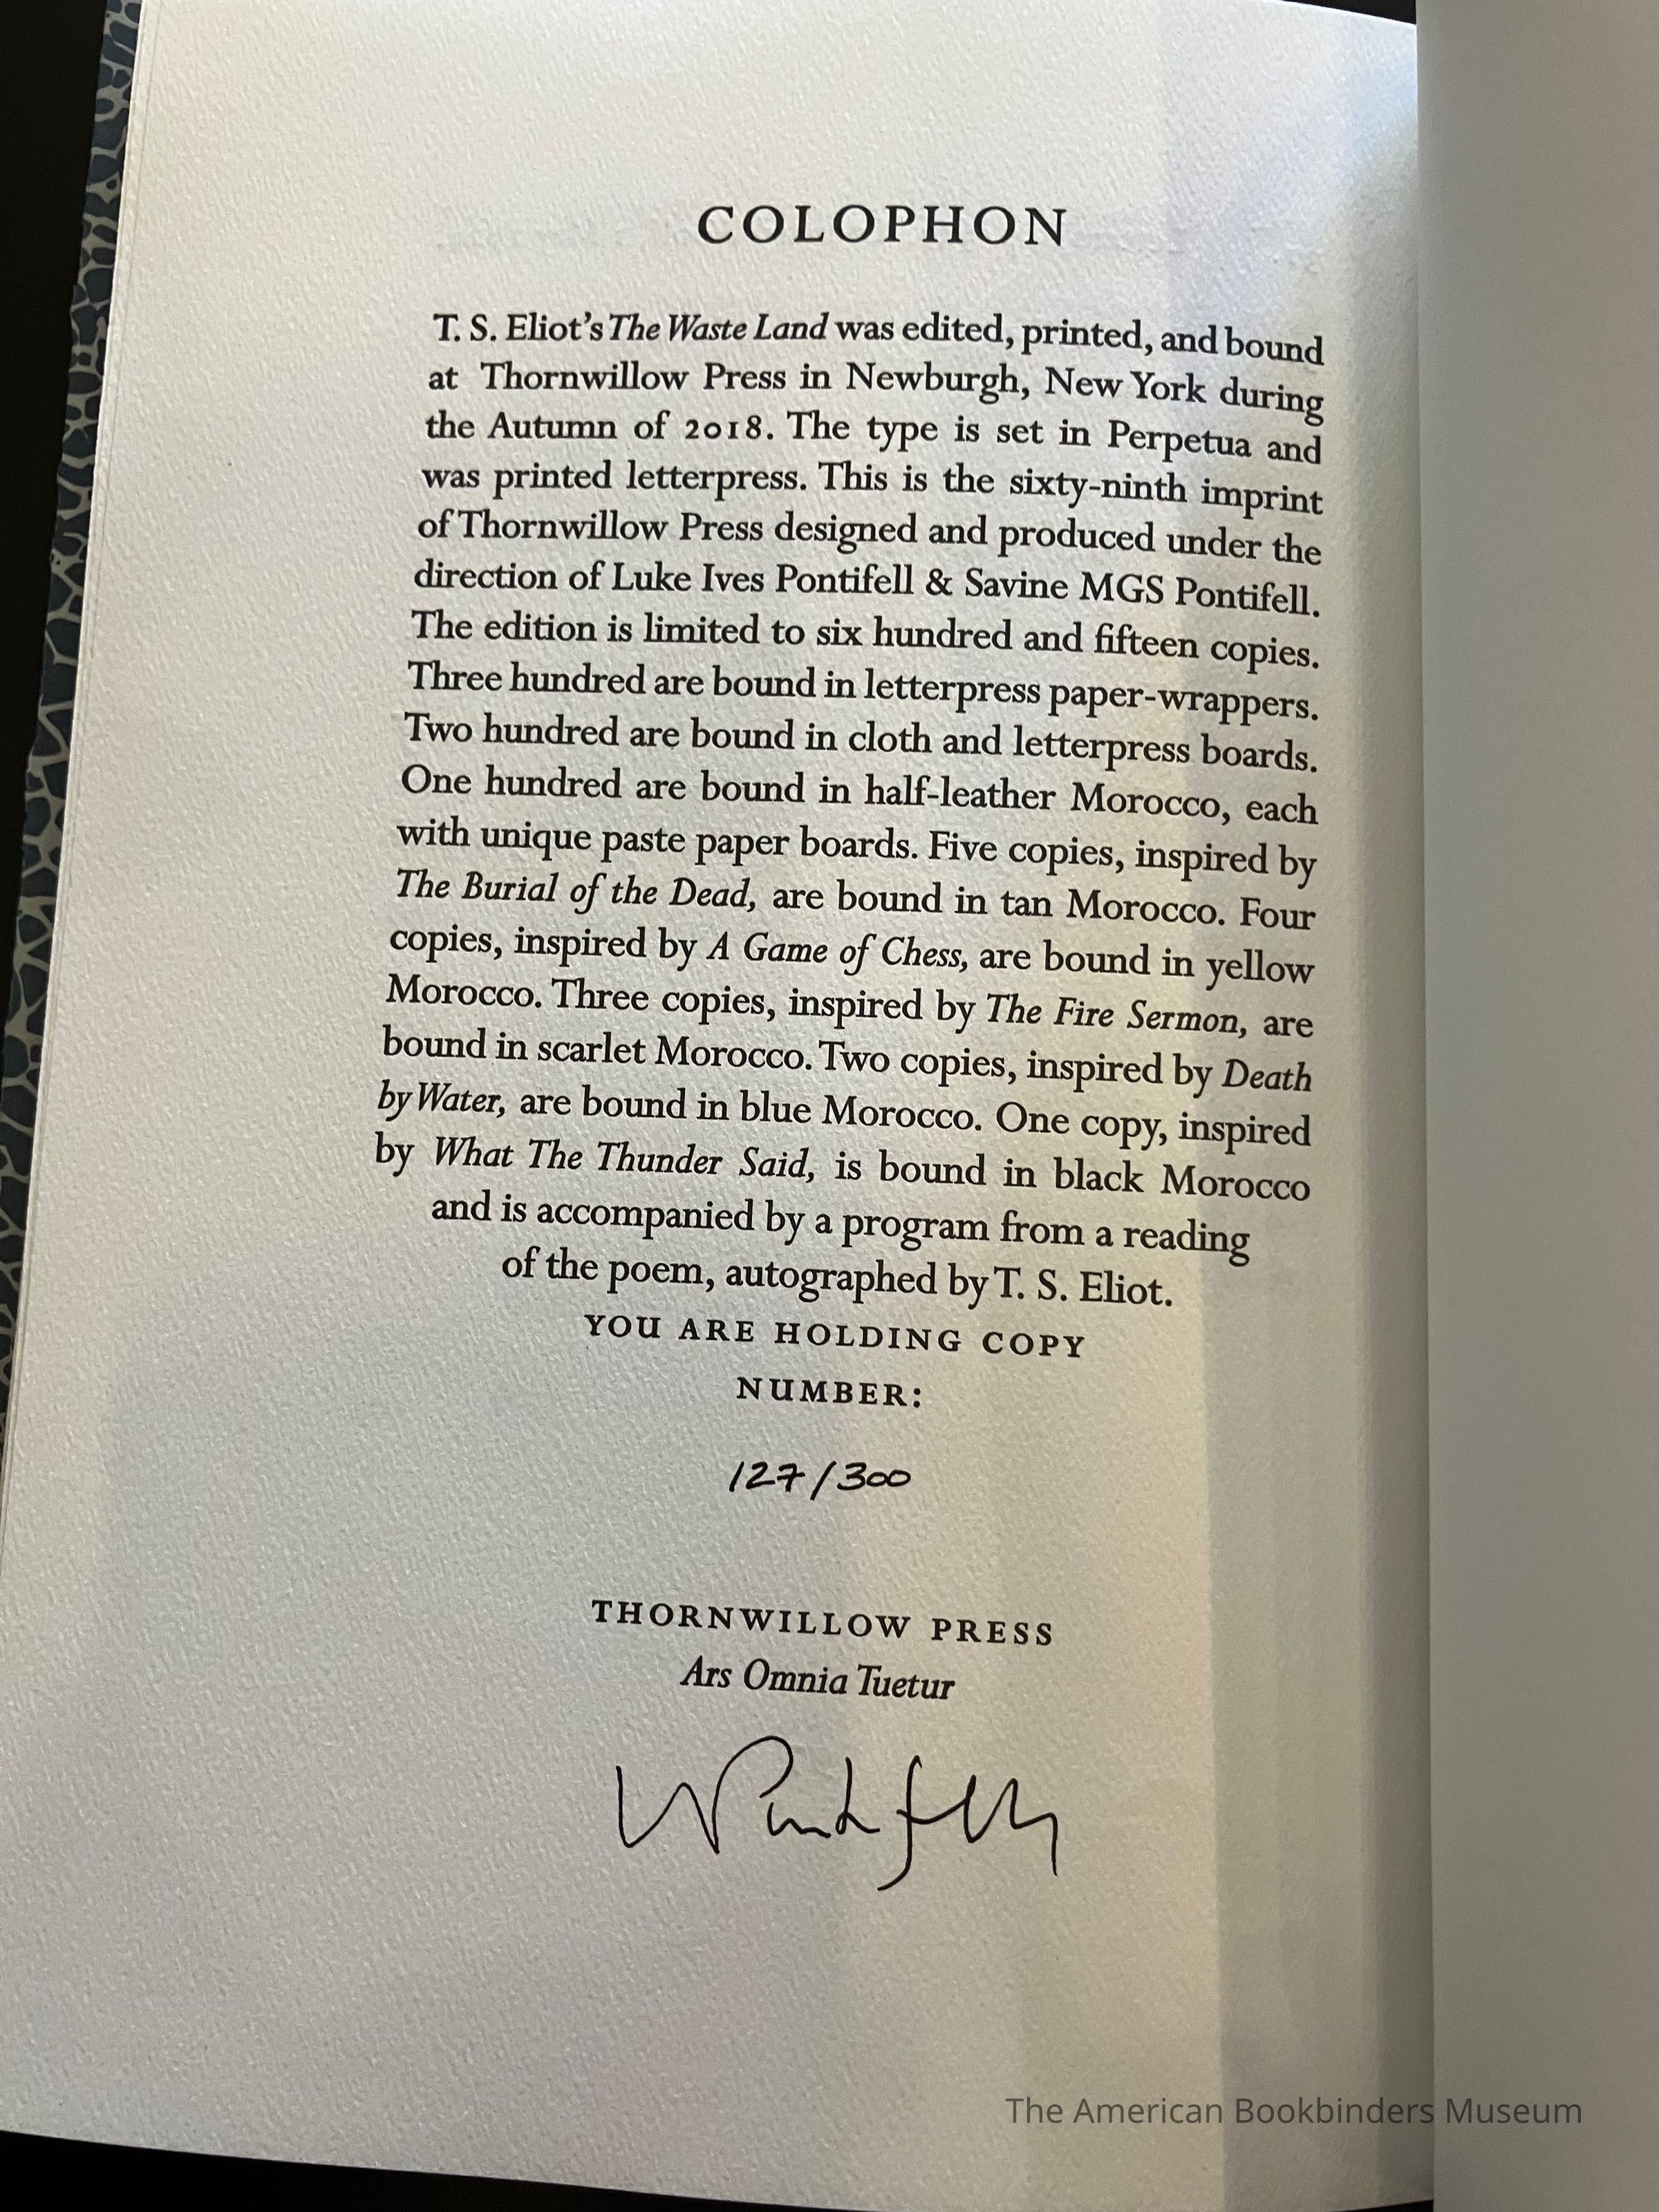 COLOPHON
T. S. Eliot's The Waste Land was edited, printed, and bound
at Thornwillow Press in Newburgh, New York during
the Autumn of 2018. The type is set in Perpetua and
was printed letterpress. This is the sixty-ninth imprint
of Thornwillow Press designed and produced under the
direction of Luke Ives Pontifell & Savine MGS Pontifell.
The edition is limited to six hundred and fifteen copies.
Three hundred are bound in letterpress paper-wrappers.
Two hundred are bound in cloth and letterpress boards.
One hundred are bound in half-leather Morocco, each
with unique paste paper boards. Five copies, inspired by
The Burial of the Dead, are bound in tan Morocco. Four
copies, inspired by A Game of Chess, are bound in yellow
Morocco. Three copies, inspired by The Fire Sermon, are
bound in scarlet Morocco. Two copies, inspired by Death
by Water, are bound in blue Morocco. One copy, inspired
by What The Thunder Said, is bound in black Morocco
and is accompanied by a program from a reading
of the poem, autographed by T. S. Eliot.
YOU ARE HOLDING COPY
NUMBER:
127/300
THORNWILLOW PRESS
Ars Omnia Tuetur
The American Bookbinders Museum